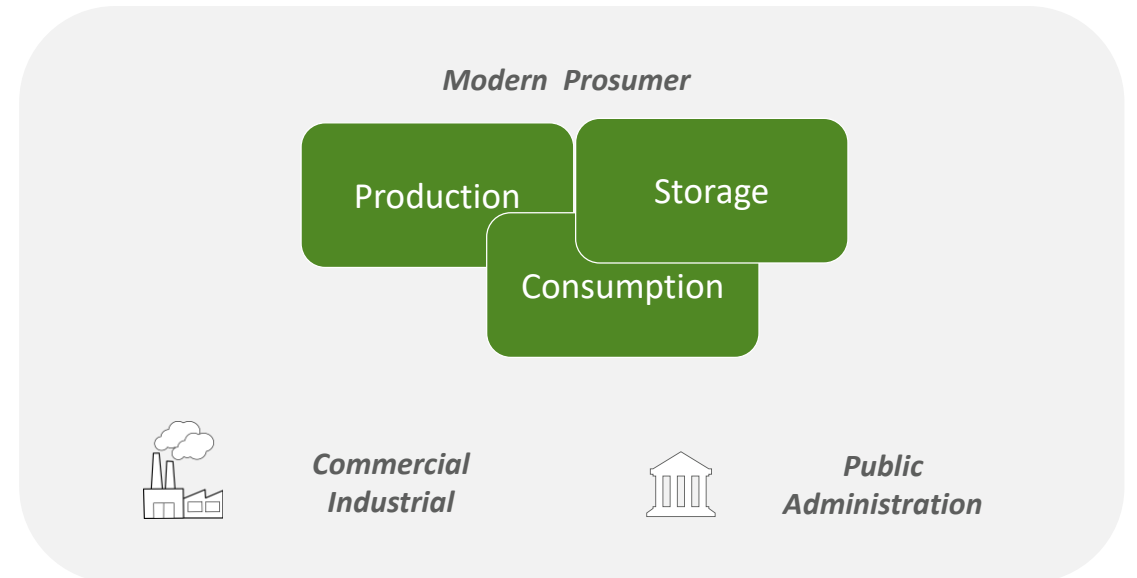 Modern Prosumer
Production
Storage
Consumption
Commercial
Industrial
Public
Administration